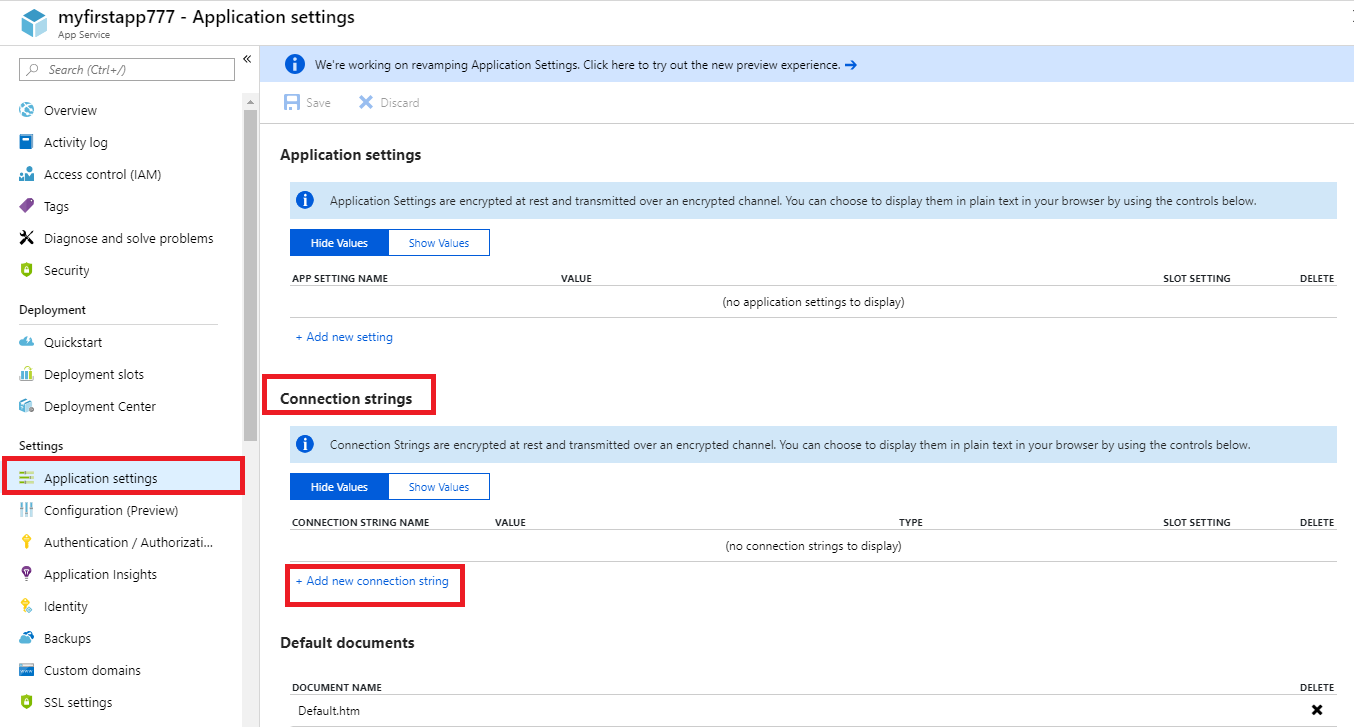 myfirstapp777 - Application settings
App Service
Search (Ctrl+/)
«
Overview
Activity log
Access control (IAM)
Tags
Diagnose and solve problems
Security
Deployment
Quickstart
Deployment slots
Deployment Center
Settings
Application settings
Configuration (Preview)
Authentication / Authorizati...
Application Insights
Identity
Backups
Custom domains
SSL settings
We're working on revamping Application Settings. Click here to try out the new preview experience. →
Save Discard
Application settings
Application Settings are encrypted at rest and transmitted over an encrypted channel. You can choose to display them in plain text in your browser by using the controls below.
Hide Values Show Values
APP SETTING NAME VALUE SLOT SETTING DELETE
(no application settings to display)
+ Add new setting
Connection strings
Connection Strings are encrypted at rest and transmitted over an encrypted channel. You can choose to display them in plain text in your browser by using the controls below.
Hide Values Show Values
CONNECTION STRING NAME VALUE TYPE SLOT SETTING DELETE
(no connection strings to display)
+ Add new connection string
Default documents
DOCUMENT NAME DELETE
Default.htm